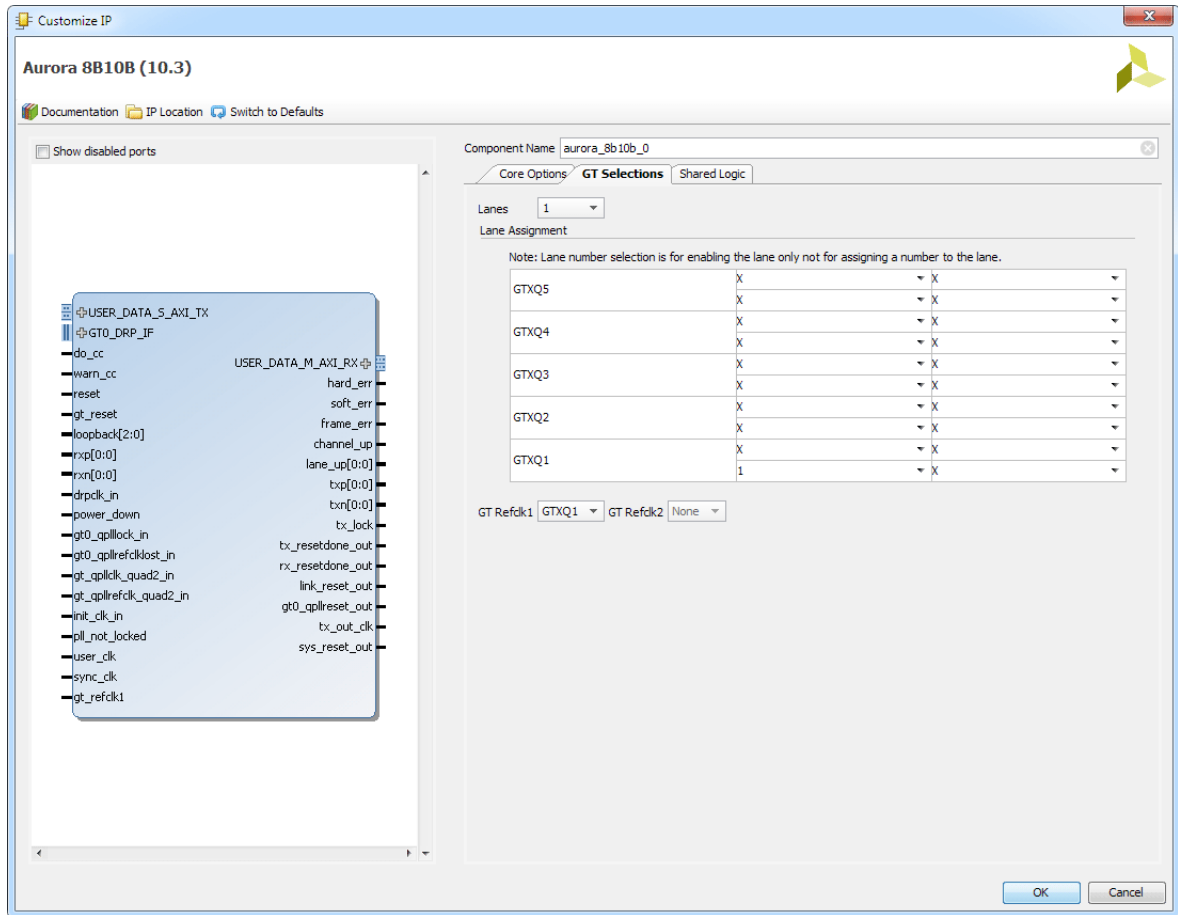 Customize IP
Aurora 8B10B (10.3)
Documentation IP Location Switch to Defaults
Show disabled ports
USER_DATA_S_AXI_TX
GT0_DRP_IF
do_cc
warn_cc
reset
gt_reset
loopback[2:0]
rxp[0:0]
rxn[0:0]
drpclk_in
power_down
gt0_qplllock_in
gt0_qpllrefclklost_in
gt_qpllclk_quad2_in
gt_qpllrefclk_quad2_in
init_clk_in
pll_not_locked
user_clk
sync_clk
gt_refclk1
USER_DATA_M_AXI_RX
hard_err
soft_err
frame_err
channel_up
lane_up[0:0]
txp[0:0]
txn[0:0]
tx_lock
tx_resetdone_out
rx_resetdone_out
link_reset_out
gt0_qpllreset_out
tx_out_clk
sys_reset_out
Component Name aurora_8b10b_0
Core Options GT Selections Shared Logic
Lanes 1
Lane Assignment
Note: Lane number selection is for enabling the lane only not for assigning a number to the lane.
GTXQ5
X X
X X
GTXQ4
X X
X X
GTXQ3
X X
X X
GTXQ2
X X
X X
GTXQ1
X X
1 X
GT Refclk1 GTXQ1 GT Refclk2 None
OK Cancel